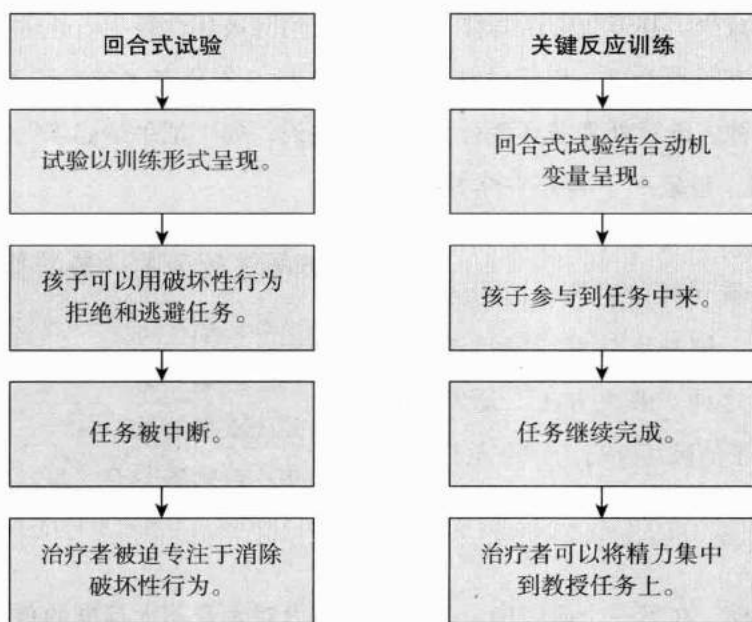 回合式试验
试验以训练形式呈现。
孩子可以用破坏性行为
拒绝和逃避任务。
任务被中断。
治疗者被迫专注于消除
破坏性行为。
关键反应训练
回合式试验结合动机
变量呈现。
孩子参与到任务中来。
任务继续完成。
治疗者可以将精力集中
到教授任务上。